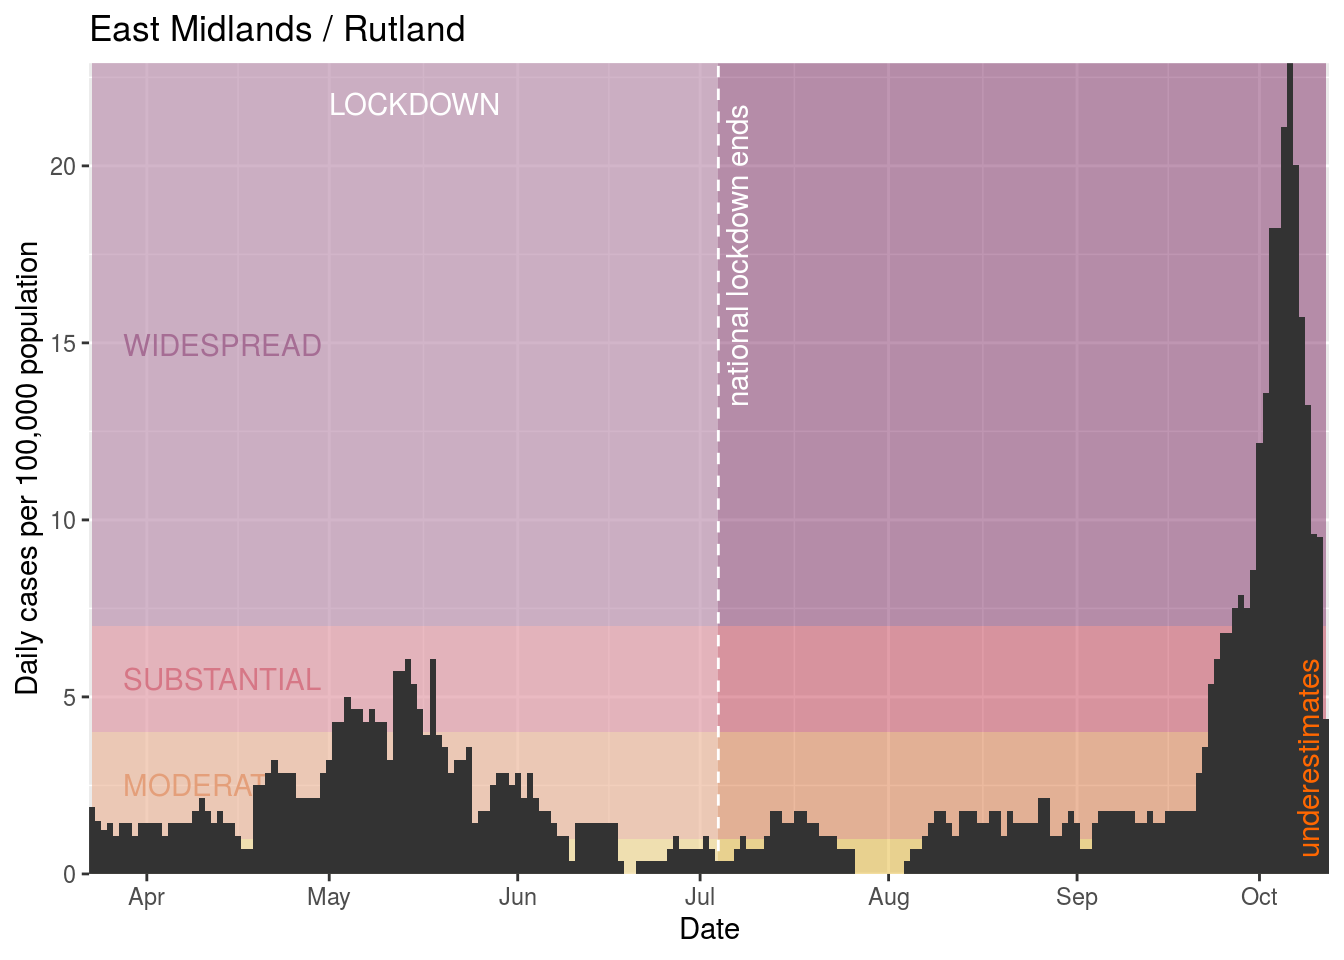 East Midlands / Rutland
LOCKDOWN
national lockdown ends
WIDESPREAD
SUBSTANTIAL
MODERAT
underestimates
Daily cases per 100,000 population
20
15
10
5
0
Apr May Jun Jul Aug Sep Oct
Date